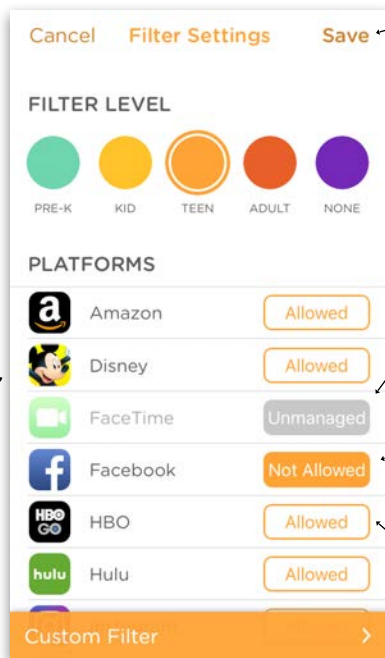 Cancel Filter Settings Save
FILTER LEVEL
PRE-K KID TEEN ADULT NONE
PLATFORMS
a Amazon Allowed
Disney Allowed
FaceTime Unmanaged
f Facebook Not Allowed
HBO GO HBO Allowed
hulu Hulu Allowed
Custom Filter >